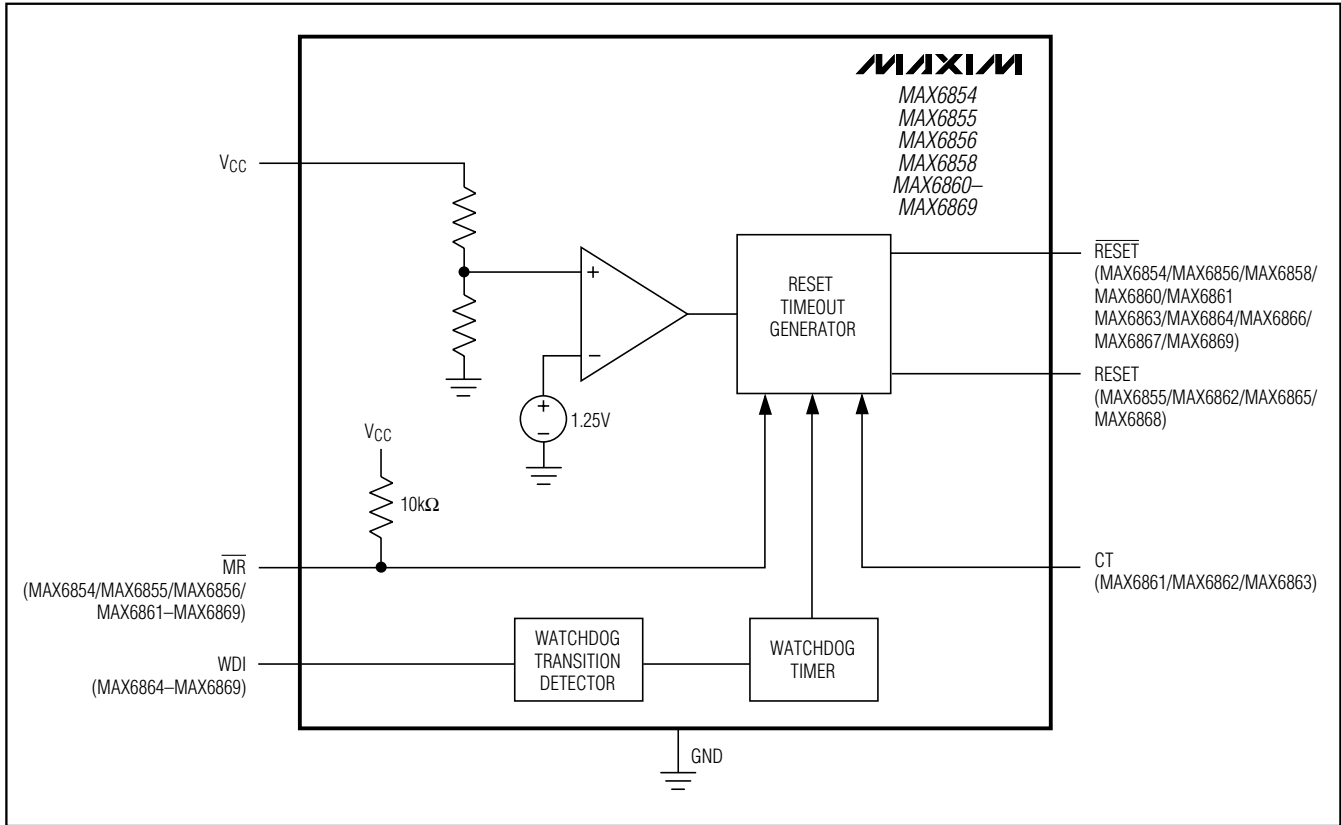 MAXIM
MAX6854
MAX6855
MAX6856
MAX6858
MAX6860–
MAX6869
VCC
+
−
RESET
TIMEOUT
GENERATOR
RESET
(MAX6854/MAX6856/MAX6858/
MAX6860/MAX6861
MAX6863/MAX6864/MAX6866/
MAX6867/MAX6869)
RESET
(MAX6855/MAX6862/MAX6865/
MAX6868)
+
−
1.25V
VCC
10kΩ
MR
(MAX6854/MAX6855/MAX6856/
MAX6861–MAX6869)
CT
(MAX6861/MAX6862/MAX6863)
WDI
(MAX6864–MAX6869)
WATCHDOG
TRANSITION
DETECTOR
WATCHDOG
TIMER
GND